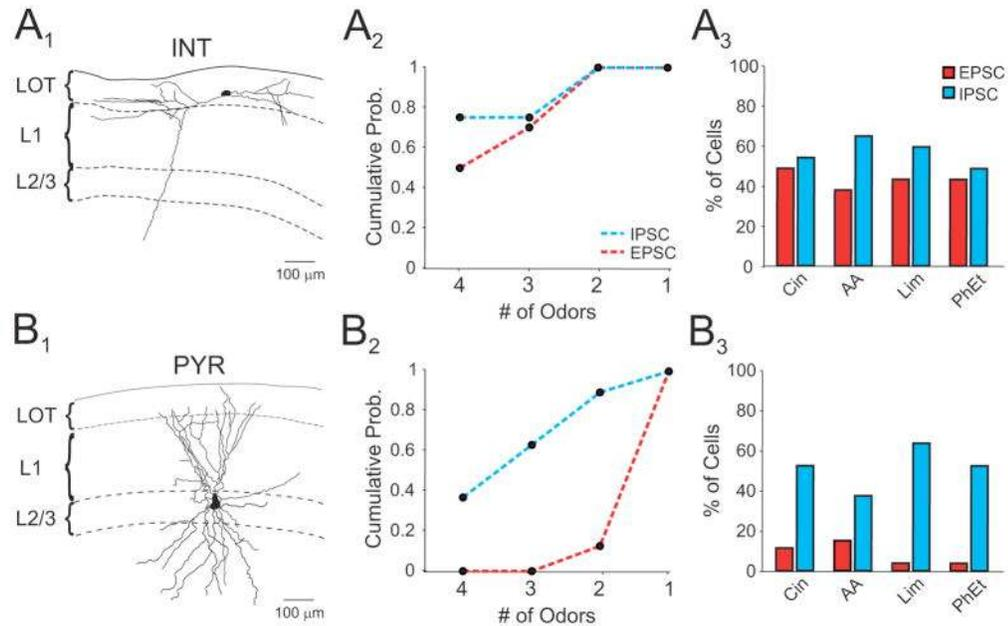 A1
INT
LOT
L1
L2/3
100 µm
A2
Cumulative Prob.
1
0.8
0.6
0.4
0.2
0
IPSC
EPSC
4 3 2 1
# of Odors
A3
% of Cells
100
80
60
40
20
0
EPSC
IPSC
Cin AA Lim PhEt
B1
PYR
LOT
L1
L2/3
100 µm
B2
Cumulative Prob.
1
0.8
0.6
0.4
0.2
0
4 3 2 1
# of Odors
B3
% of Cells
100
80
60
40
20
0
Cin AA Lim PhEt